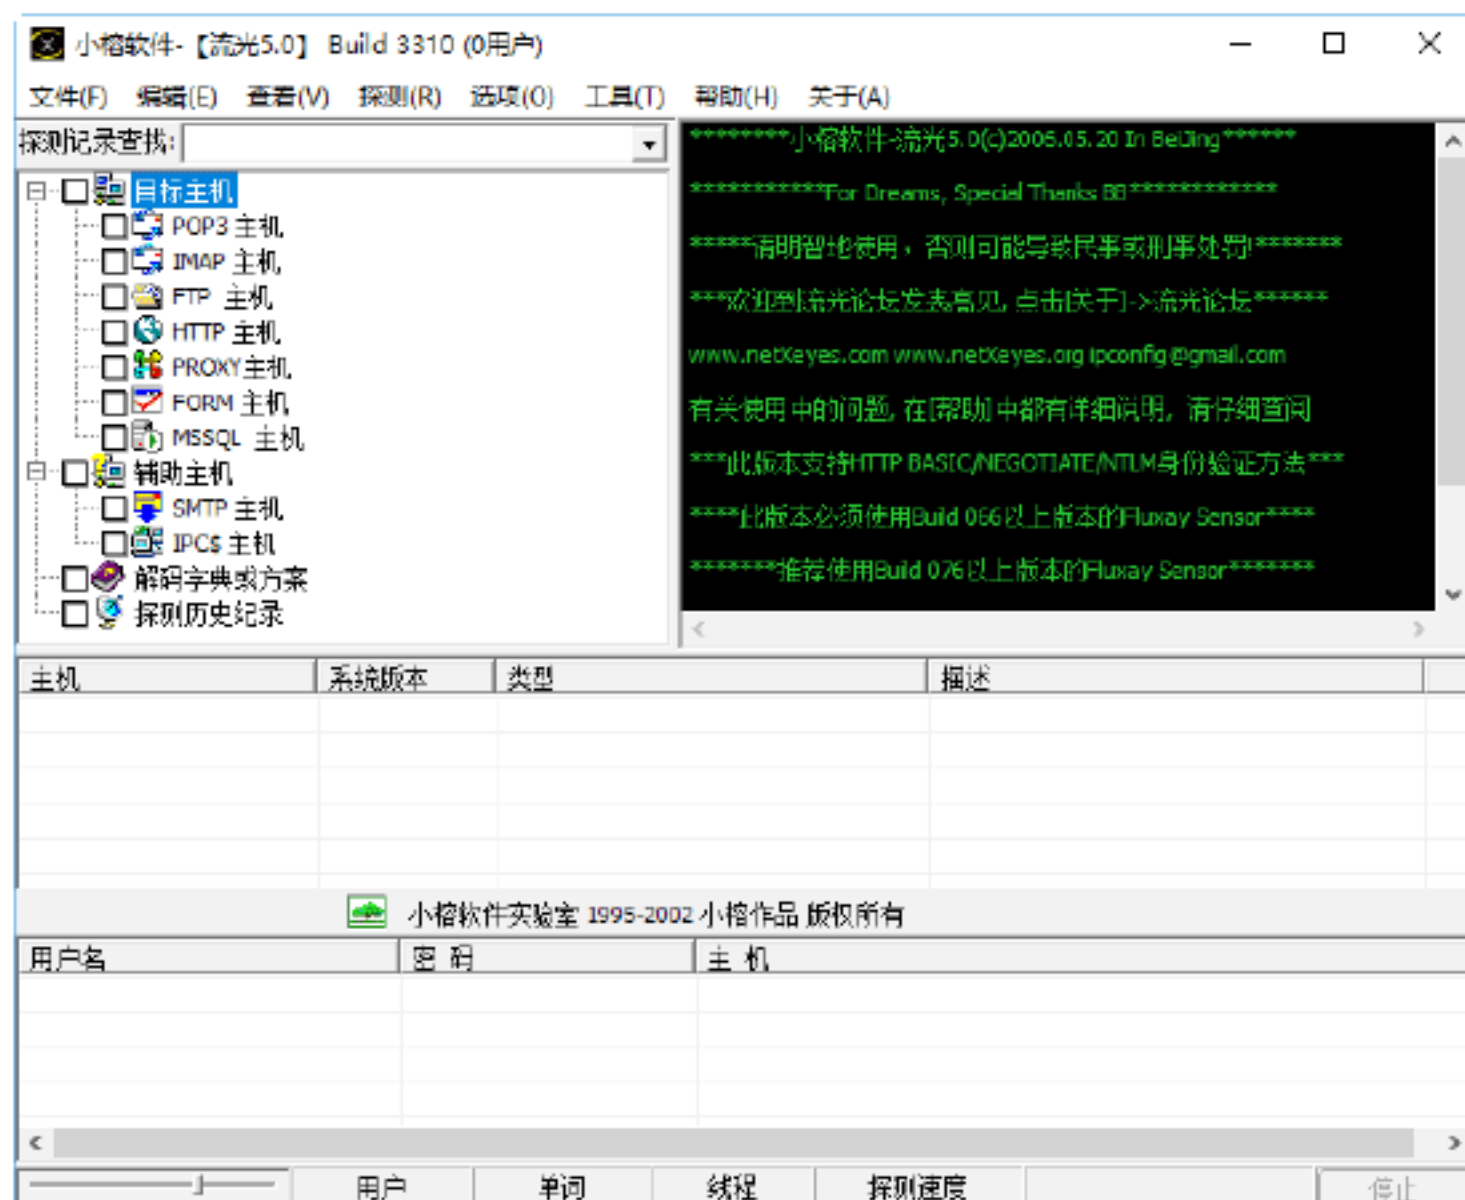 小榕软件-【流光5.0】 Build 3310 (0用户)
文件(F) 编辑(E) 查看(V) 探测(R) 选项(O) 工具(T) 帮助(H) 关于(A)
探测记录查找:
目标主机
POP3 主机
IMAP 主机
FTP 主机
HTTP 主机
PROXY 主机
FORM 主机
MSSQL 主机
辅助主机
SMTP 主机
IPC$ 主机
解码字典或方案
探测历史纪录
********小榕软件-流光5.0(c)2006.05.20 In BeiJing******
***********For Dreams, Special Thanks BB************
*****请明智地使用，否则可能导致民事或刑事处罚!*******
***欢迎到流光论坛发表高见, 点击[关于]->流光论坛******
www.netXeyes.com www.netXeyes.org ipconfig@gmail.com
有关使用中的问题, 在[帮助]中都有详细说明, 请仔细查阅
***此版本支持HTTP BASIC/NEGOTIATE/NTLM身份验证方法***
****此版本必须使用Build 066以上版本的Fluxay Sensor****
*******推荐使用Build 076以上版本的Fluxay Sensor*******
主机 系统版本 类型 描述
小榕软件实验室 1995-2002 小榕作品 版权所有
用户名 密 码 主 机
用户 单词 线程 探测速度 停止